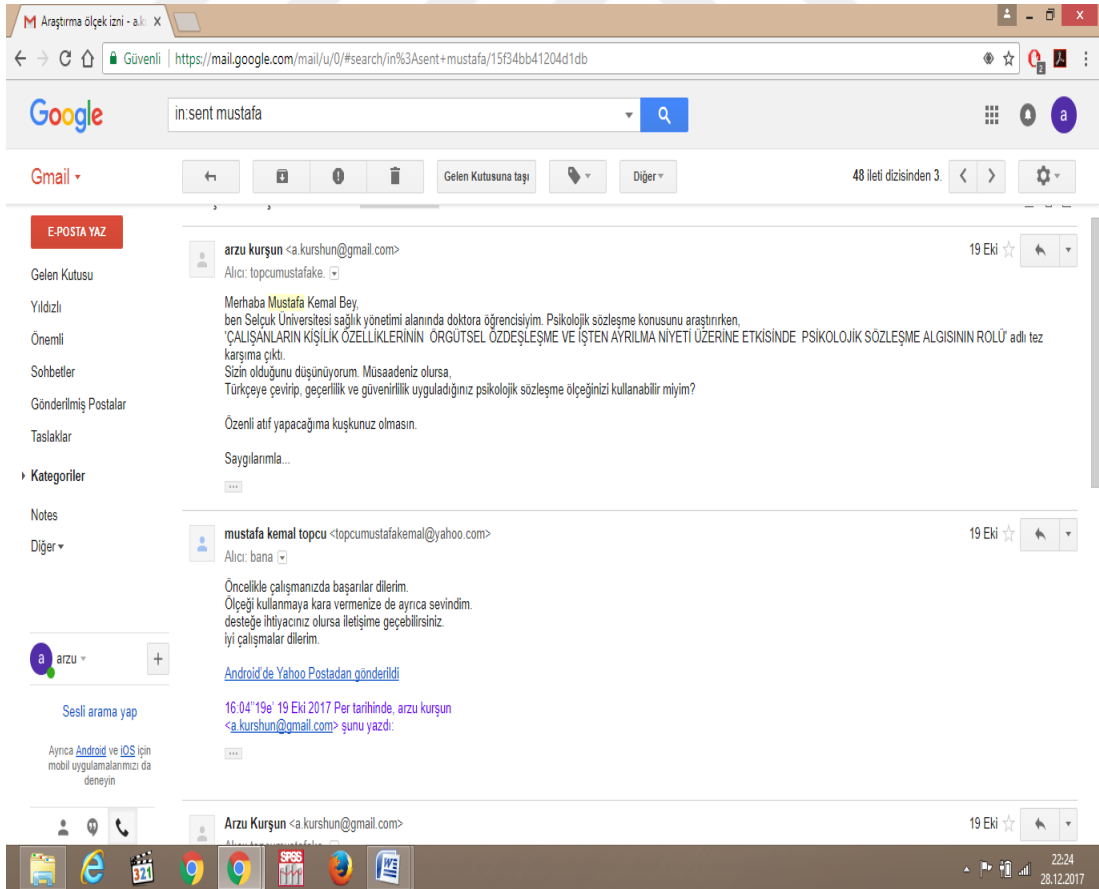 Araştırma ölçek izni - a.k
Güvenli | https://mail.google.com/mail/u/0/#search/in%3Asent+mustafa/15f34bb41204d1db
2
Google
in:sent mustafa
a
Gmail
Gelen Kutusuna taşı
Diğer
48 ileti dizisinden 3.
E-POSTA YAZ
Gelen Kutusu
Yıldızlı
Önemli
Sohbetler
Gönderilmiş Postalar
Taslaklar
Kategoriler
Notes
Diğer
arzu kurşun <a.kurshun@gmail.com>
19 Eki
Alıcı: topcumustafake.
Merhaba Mustafa Kemal Bey,
ben Selçuk Üniversitesi sağlık yönetimi alanında doktora öğrencisiyim. Psikolojik sözleşme konusunu araştırırken,
'ÇALIŞANLARIN KİŞİLİK ÖZELLİKLERİNİN ÖRGÜTSEL ÖZDEŞLEŞME VE İŞTEN AYRILMA NİYETİ ÜZERİNE ETKİSİNDE PSİKOLOJİK SÖZLEŞME ALGISININ ROLÜ' adlı tez
karşıma çıktı.
Sizin olduğunu düşünüyorum. Müsaadeniz olursa,
Türkçeye çevirip, geçerlilik ve güvenirlilik uyguladığınız psikolojik sözleşme ölçeğinizi kullanabilir miyim?
Özenli atıf yapacağıma kuşkunuz olmasın.
Saygılarımla...
mustafa kemal topcu <topcumustafakemal@yahoo.com>
19 Eki
Alıcı: bana
Öncelikle çalışmanızda başarılar dilerim.
Ölçeği kullanmaya kara vermenize de ayrıca sevindim.
desteğe ihtiyacınız olursa iletişime geçebilirsiniz.
iyi çalışmalar dilerim.
Android'de Yahoo Postadan gönderildi
16:04''19e' 19 Eki 2017 Per tarihinde, arzu kurşun
<a.kurshun@gmail.com> şunu yazdı:
Arzu Kurşun <a.kurshun@gmail.com>
19 Eki
a
arzu
Sesli arama yap
Ayrıca Android ve iOS için
mobil uygulamalarımızı da
deneyin
321
SPSS
22:24
28.12.2017